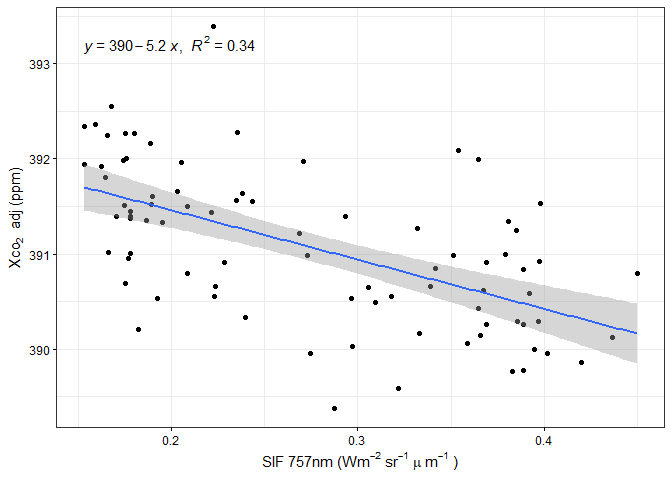 y = 390 – 5.2 x, R² = 0.34
393
392
391
390
Xco₂ adj (ppm)
0.2 0.3 0.4
SIF 757nm (Wm⁻² sr⁻¹ μ m⁻¹ )